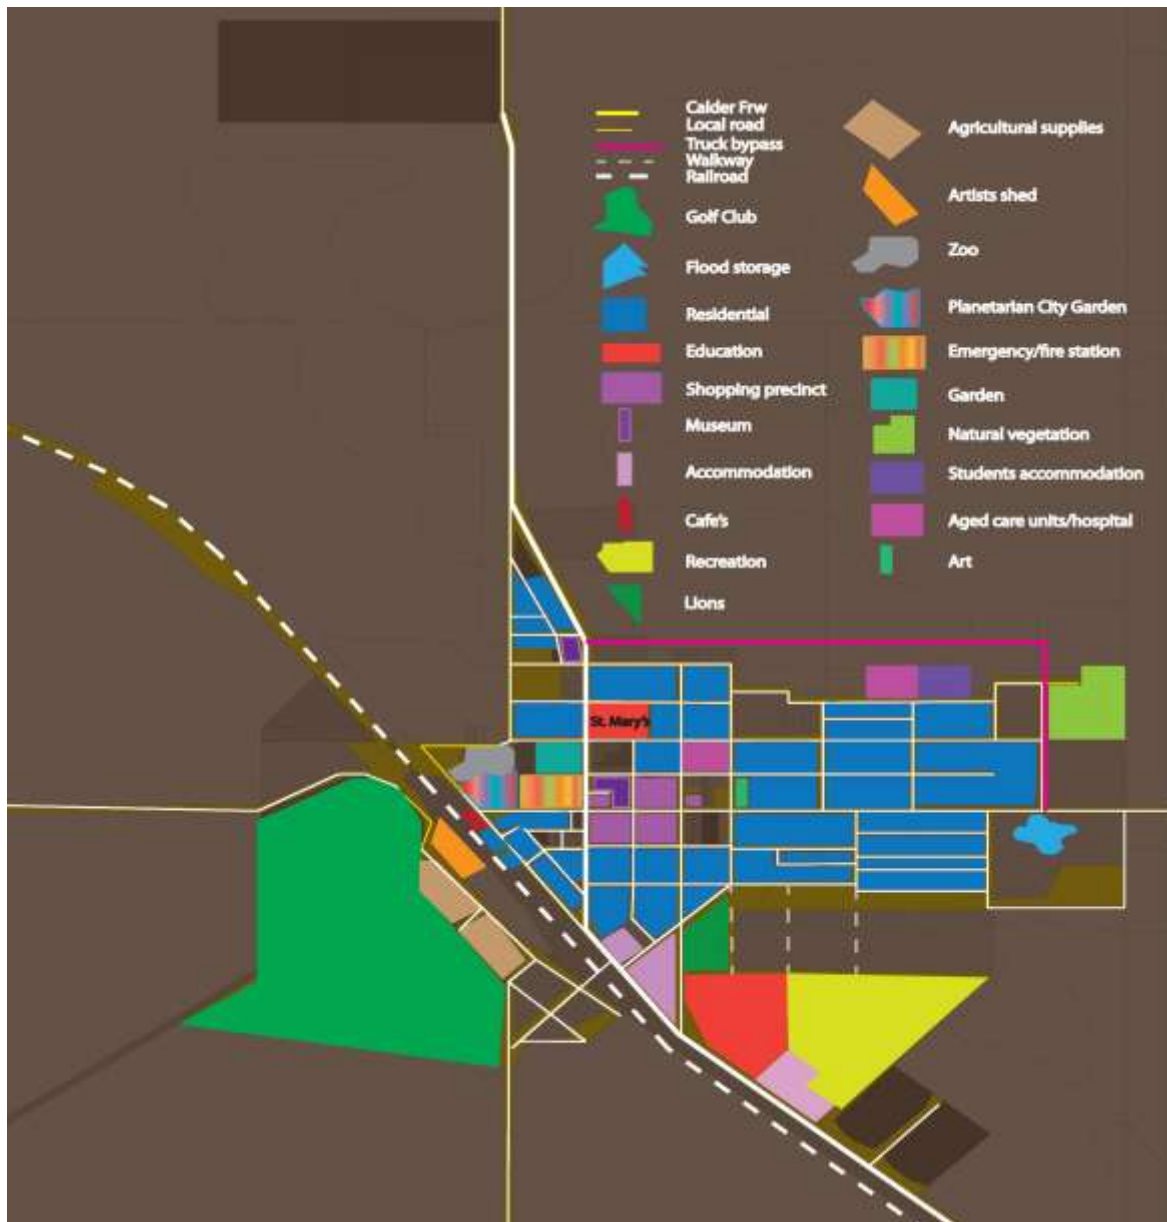 Calder Frw
Local road
Truck bypass
Walkway
Railroad
Golf Club
Flood storage
Residential
Education
Shopping precinct
Museum
Accommodation
Cafe's
Recreation
Lions
Agricultural supplies
Artists shed
Zoo
Planetarian City Garden
Emergency/fire station
Garden
Natural vegetation
Students accommodation
Aged care units/hospital
Art
St. Mary's